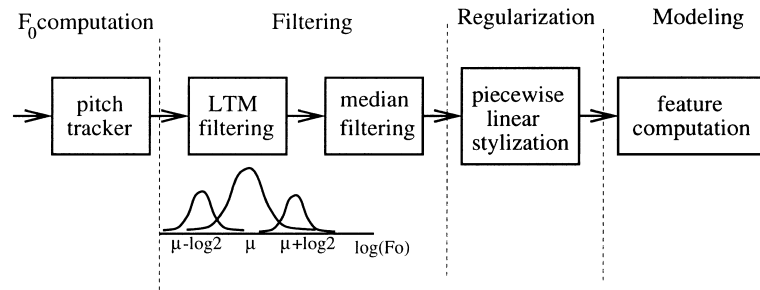 F0computation
Filtering
Regularization
Modeling
pitch
tracker
LTM
filtering
median
filtering
piecewise
linear
stylization
feature
computation
μ-log2
μ
μ+log2
log(Fo)